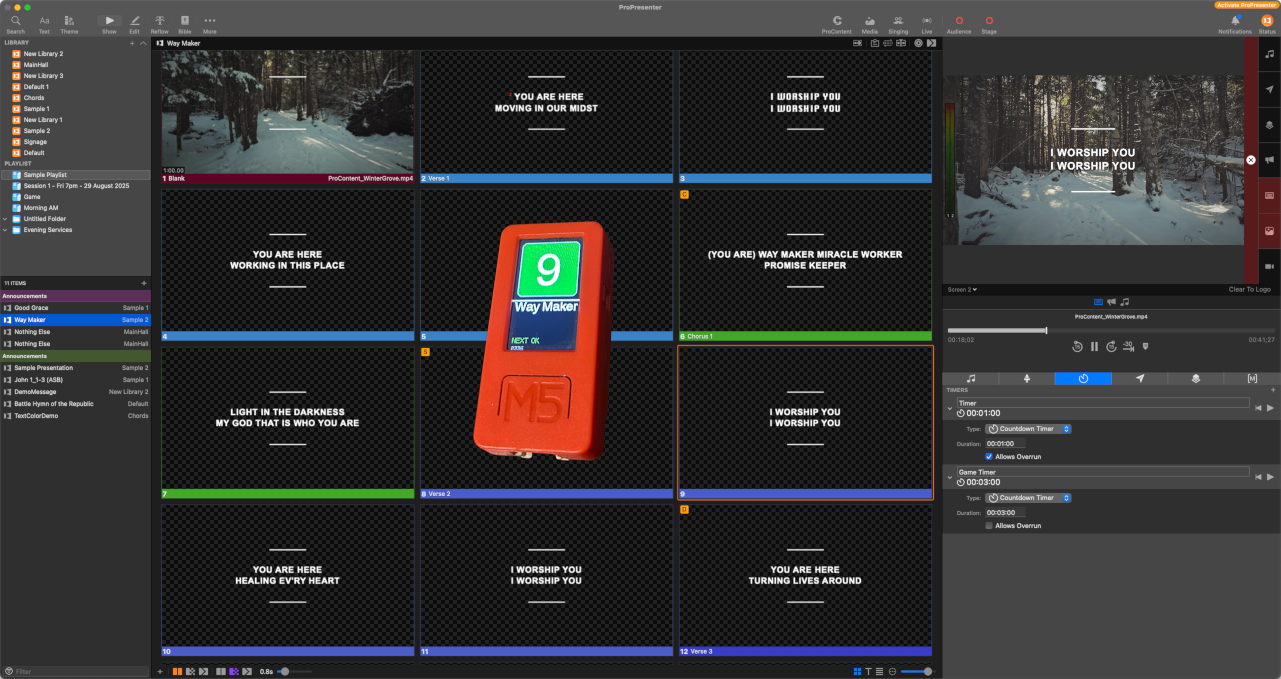 ProPresenter
Activate ProPresenter
Search
Text
Theme
Show
Edit
Reflow
Bible
More
ProContent
Media
Singing
Live
Audience
Stage
Notifications
Status
LIBRARY
New Library 2
MainHall
New Library 3
Default 1
Chords
Sample 1
New Library 1
Sample 2
Signage
Default
PLAYLIST
Sample Playlist
Session 1 - Fri 7pm - 29 August 2025
Game
Morning AM
Untitled Folder
Evening Services
11 ITEMS
Announcements
Good Grace Sample 1
Way Maker Sample 2
Nothing Else MainHall
Nothing Else MainHall
Announcements
Sample Presentation Sample 2
John 1_1-3 (ASB) Sample 1
DemoMessage New Library 2
Battle Hymn of the Republic Default
TextColorDemo Chords
Filter
Way Maker
1:00.00
1 Blank ProContent_WinterGrove.mp4
YOU ARE HERE
MOVING IN OUR MIDST
2 Verse 1
I WORSHIP YOU
I WORSHIP YOU
3
YOU ARE HERE
WORKING IN THIS PLACE
4
5
C
(YOU ARE) WAY MAKER MIRACLE WORKER
PROMISE KEEPER
6 Chorus 1
LIGHT IN THE DARKNESS
MY GOD THAT IS WHO YOU ARE
7
S
8 Verse 2
I WORSHIP YOU
I WORSHIP YOU
9
9
Way Maker
NEXT OK
M5
YOU ARE HERE
HEALING EV'RY HEART
10
I WORSHIP YOU
I WORSHIP YOU
11
YOU ARE HERE
TURNING LIVES AROUND
12 Verse 3
0.8s
I WORSHIP YOU
I WORSHIP YOU
1 2
Screen 2
Clear To Logo
ProContent_WinterGrove.mp4
00:18;02 00:41;27
TIMERS
Timer
00:01:00
Type: Countdown Timer
Duration: 00:01:00
Allows Overrun
Game Timer
00:03:00
Type: Countdown Timer
Duration: 00:03:00
Allows Overrun